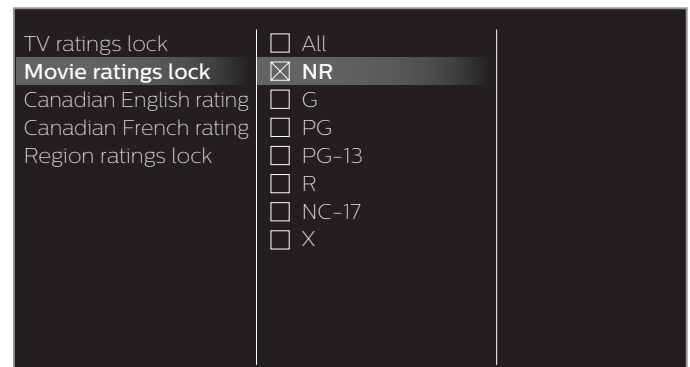 TV ratings lock
Movie ratings lock
Canadian English rating
Canadian French rating
Region ratings lock
All
NR
G
PG
PG-13
R
NC-17
X